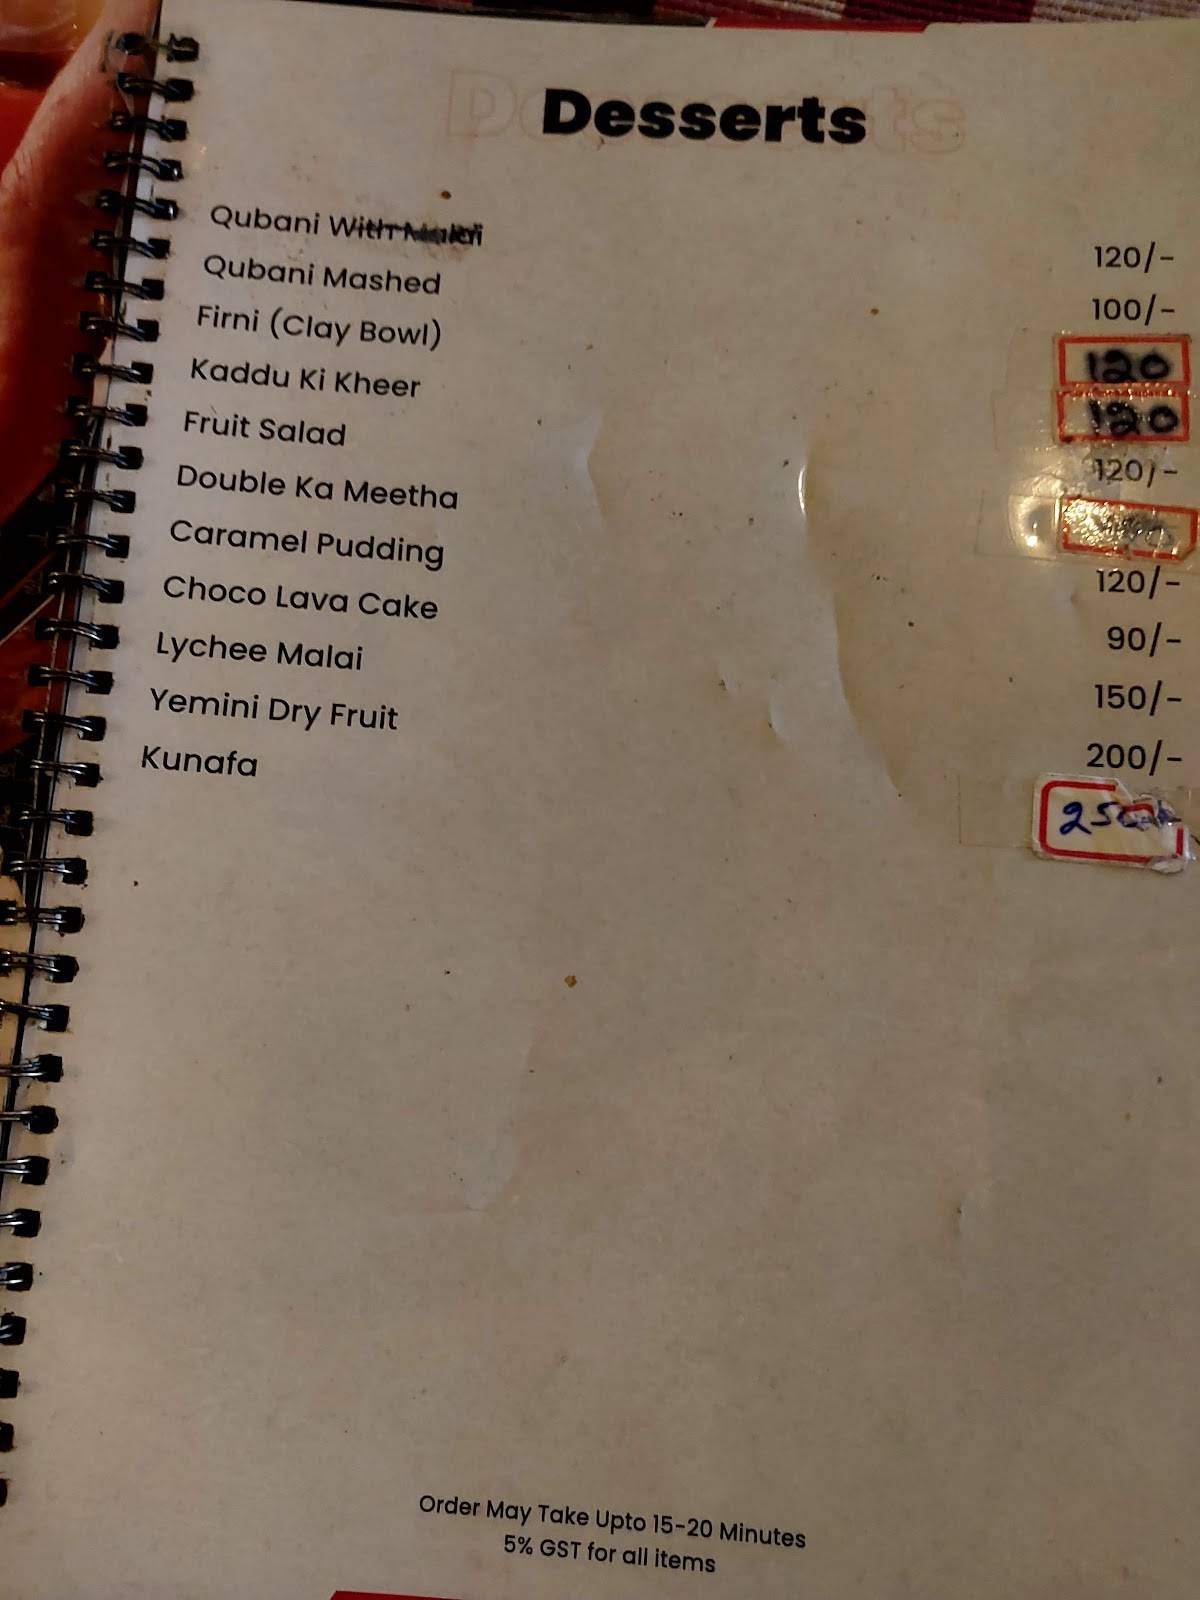 Desserts
Qubani With Malai 120/-
Qubani Mashed 100/-
Firni (Clay Bowl) 120
Kaddu Ki Kheer 120
Fruit Salad 120/-
Double Ka Meetha
Caramel Pudding 120/-
Choco Lava Cake 90/-
Lychee Malai 150/-
Yemini Dry Fruit 200/-
Kunafa
Order May Take Upto 15-20 Minutes
5% GST for all items